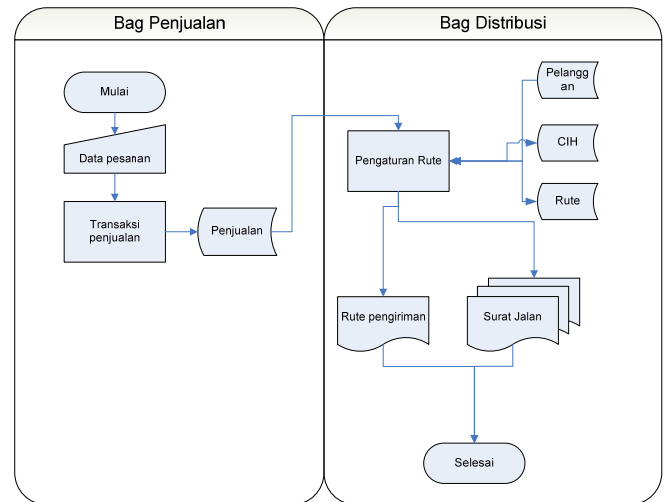 Bag Penjualan
Bag Distribusi
Mulai
Data pesanan
Transaksi
penjualan
Penjualan
Pengaturan Rute
Pelangg
an
CIH
Rute
Rute pengiriman
Surat Jalan
Selesai